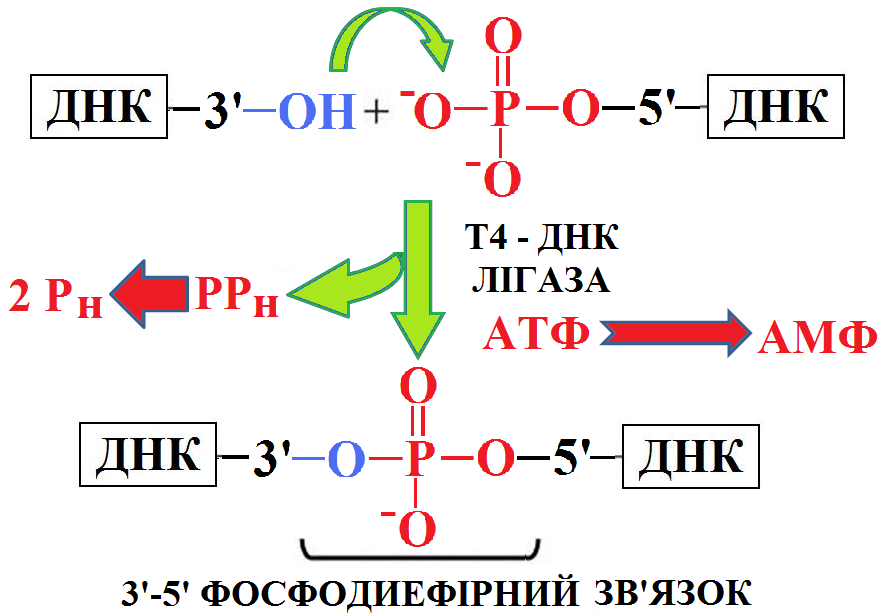 O
ДНК 3'-OH + ⁻O P O 5' ДНК
⁻O
Т4 - ДНК
ЛІГАЗА
2 Pн PPн
АТФ АМФ
O
ДНК 3' O P O 5' ДНК
⁻O
3'-5' ФОСФОДИЕФІРНИЙ ЗВ'ЯЗОК